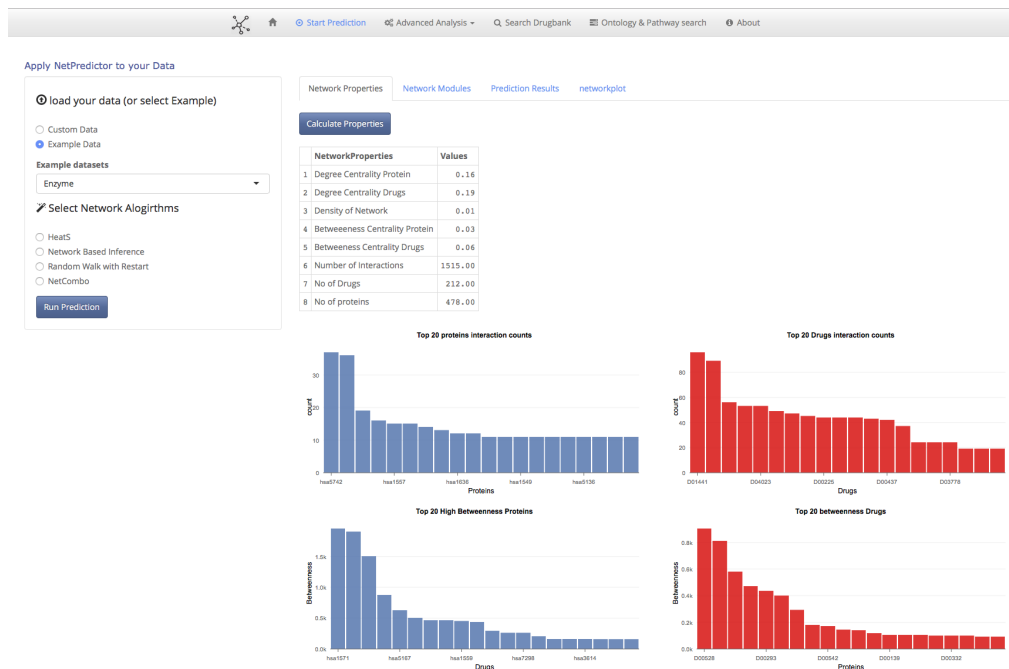 Start Prediction Advanced Analysis Search Drugbank Ontology & Pathway search About
Apply NetPredictor to your Data
load your data (or select Example)
Custom Data
Example Data
Example datasets
Enzyme
Select Network Alogirthms
HeatS
Network Based Inference
Random Walk with Restart
NetCombo
Run Prediction
Network Properties Network Modules Prediction Results networkplot
Calculate Properties
NetworkProperties Values
1 Degree Centrality Protein 0.16
2 Degree Centrality Drugs 0.19
3 Density of Network 0.01
4 Betweeneness Centrality Protein 0.03
5 Betweeness Centrality Drugs 0.06
6 Number of Interactions 1515.00
7 No of Drugs 212.00
8 No of proteins 478.00
Top 20 proteins interaction counts
count
30
20
10
0
hsa5742 hsa1557 hsa1636 hsa1549 hsa5136
Proteins
Top 20 Drugs interaction counts
count
80
60
40
20
0
D01441 D04023 D00225 D00437 D03778
Drugs
Top 20 High Betweenness Proteins
Betweenness
1.5k
1.0k
0.5k
0.0k
hsa1571 hsa5167 hsa1559 hsa7298 hsa3614
Drugs
Top 20 betweenness Drugs
Betweenness
0.8k
0.6k
0.4k
0.2k
0.0k
D00528 D00293 D00542 D00139 D00332
Proteins